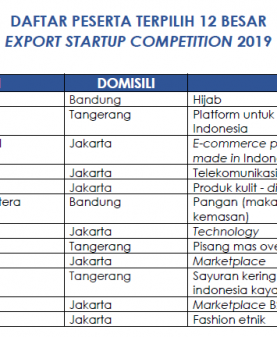 DAFTAR PESERTA TERPILIH 12 BESAR
EXPORT STARTUP COMPETITION 2019
DOMISILI
Bandung Hijab
Tangerang Platform untuk
Indonesia
Jakarta E-commerce p
made in Indon
Jakarta Telekomunikasi
Jakarta Produk kulit - di
tera Bandung Pangan (maka
kemasan)
Jakarta Technology
Tangerang Pisang mas ove
Jakarta Marketplace
Tangerang Sayuran kering
indonesia kaya
Jakarta Marketplace B
Jakarta Fashion etnik